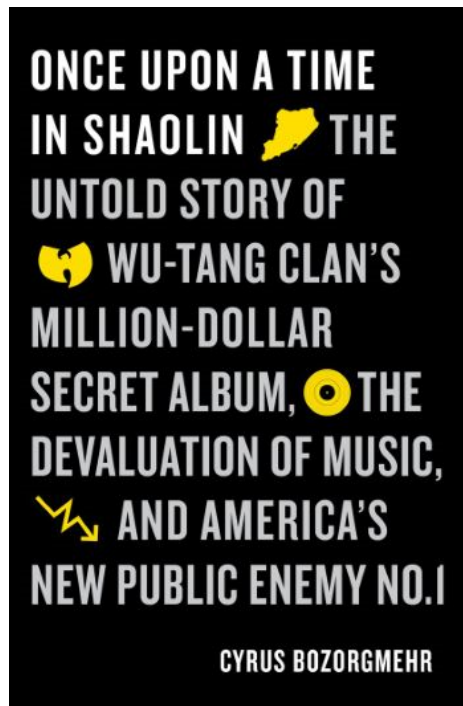 ONCE UPON A TIME
IN SHAOLIN THE
UNTOLD STORY OF
WU-TANG CLAN'S
MILLION-DOLLAR
SECRET ALBUM, THE
DEVALUATION OF MUSIC,
AND AMERICA'S
NEW PUBLIC ENEMY NO.1
CYRUS BOZORGMEHR